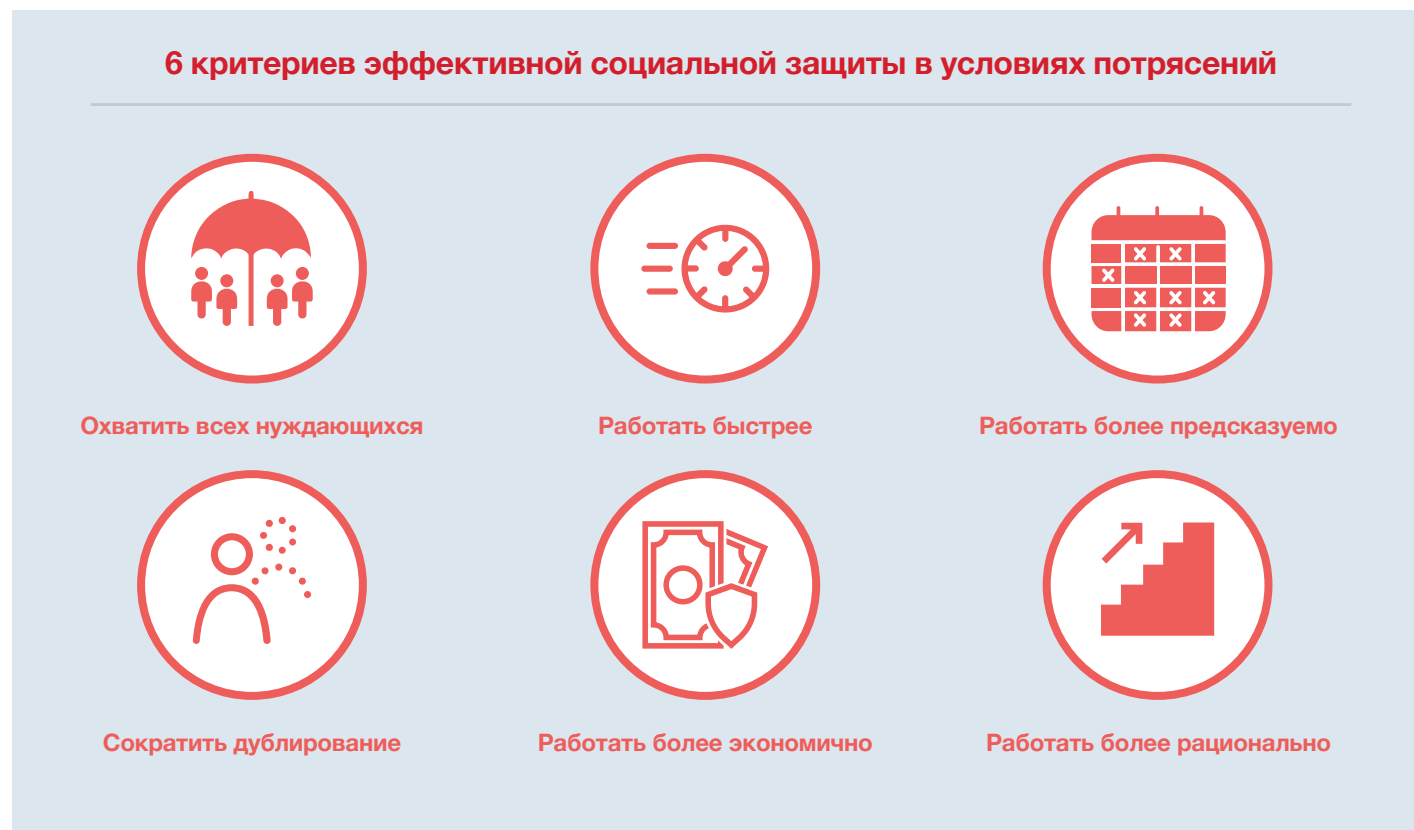 6 критериев эффективной социальной защиты в условиях потрясений
Охватить всех нуждающихся
Работать быстрее
Работать более предсказуемо
Сократить дублирование
Работать более экономично
Работать более рационально